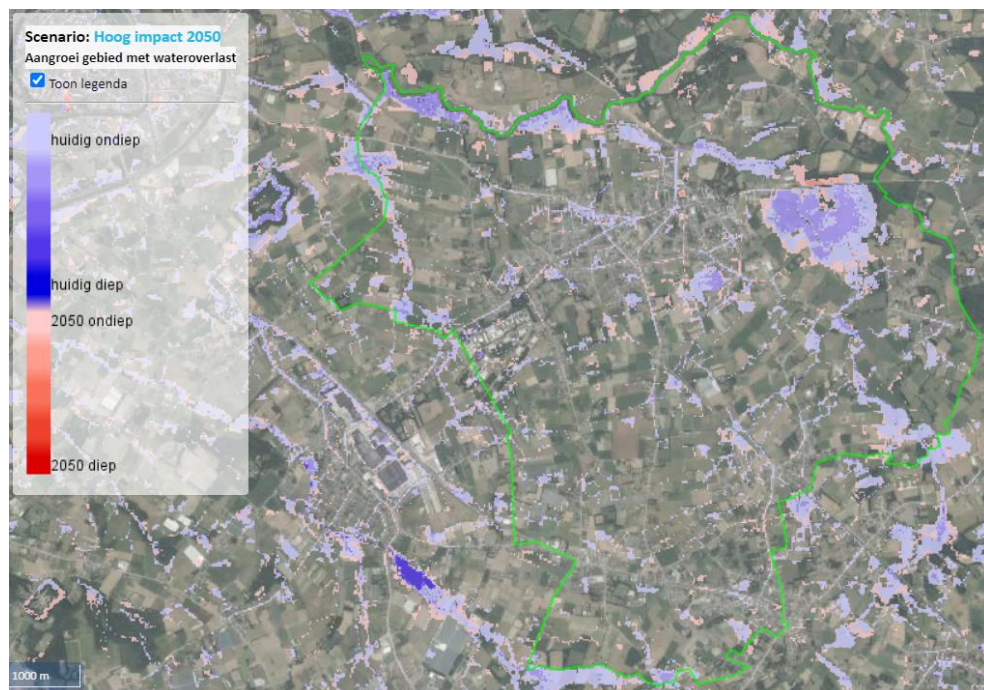 Scenario: Hoog impact 2050
Aangroei gebied met wateroverlast
Toon legenda
huidig ondiep
huidig diep
2050 ondiep
2050 diep
1000 m